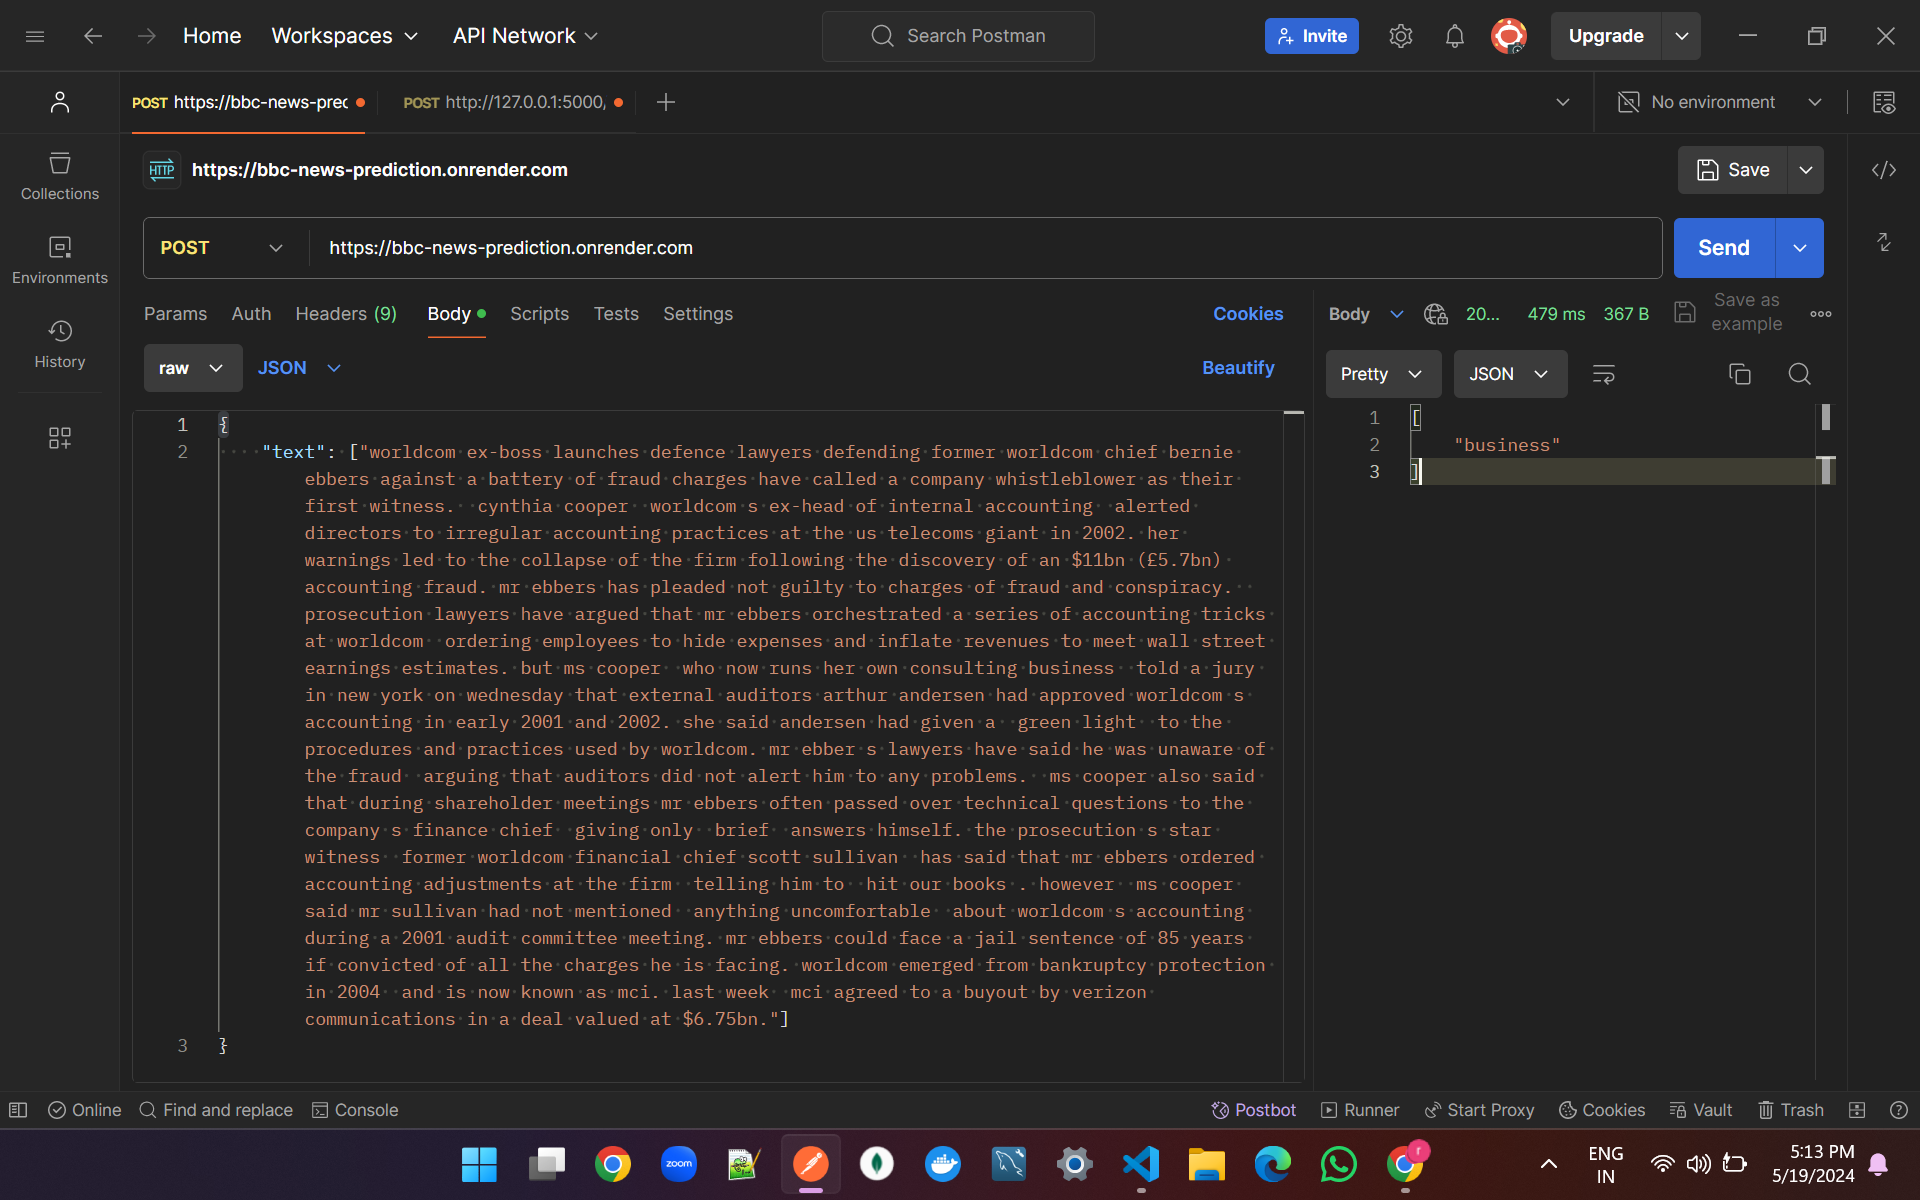 Home Workspaces API Network Search Postman Invite Upgrade
POST https://bbc-news-prec POST http://127.0.0.1:5000/ No environment
HTTP https://bbc-news-prediction.onrender.com Save
Collections
POST https://bbc-news-prediction.onrender.com Send
Environments
Params Auth Headers (9) Body Scripts Tests Settings Cookies
Body 20... 479 ms 367 B Save as example
History
raw JSON Beautify
Pretty JSON
1 {
2 "text": ["worldcom ex-boss launches defence lawyers defending former worldcom chief bernie
ebbers against a battery of fraud charges have called a company whistleblower as their
first witness.  cynthia cooper  worldcom s ex-head of internal accounting  alerted
directors to irregular accounting practices at the us telecoms giant in 2002. her
warnings led to the collapse of the firm following the discovery of an $11bn (£5.7bn)
accounting fraud. mr ebbers has pleaded not guilty to charges of fraud and conspiracy.
prosecution lawyers have argued that mr ebbers orchestrated a series of accounting tricks
at worldcom  ordering employees to hide expenses and inflate revenues to meet wall street
earnings estimates. but ms cooper  who now runs her own consulting business  told a jury
in new york on wednesday that external auditors arthur andersen had approved worldcom s
accounting in early 2001 and 2002. she said andersen had given a  green light  to the
procedures and practices used by worldcom. mr ebber s lawyers have said he was unaware of
the fraud  arguing that auditors did not alert him to any problems.  ms cooper also said
that during shareholder meetings mr ebbers often passed over technical questions to the
company s finance chief  giving only  brief  answers himself. the prosecution s star
witness  former worldcom financial chief scott sullivan  has said that mr ebbers ordered
accounting adjustments at the firm  telling him to  hit our books . however  ms cooper
said mr sullivan had not mentioned  anything uncomfortable  about worldcom s accounting
during a 2001 audit committee meeting. mr ebbers could face a jail sentence of 85 years
if convicted of all the charges he is facing. worldcom emerged from bankruptcy protection
in 2004  and is now known as mci. last week  mci agreed to a buyout by verizon
communications in a deal valued at $6.75bn."]
3 }
1 [
2 "business"
3 ]
Online Find and replace Console Postbot Runner Start Proxy Cookies Vault Trash
zoom r
ENG
IN
5:13 PM
5/19/2024